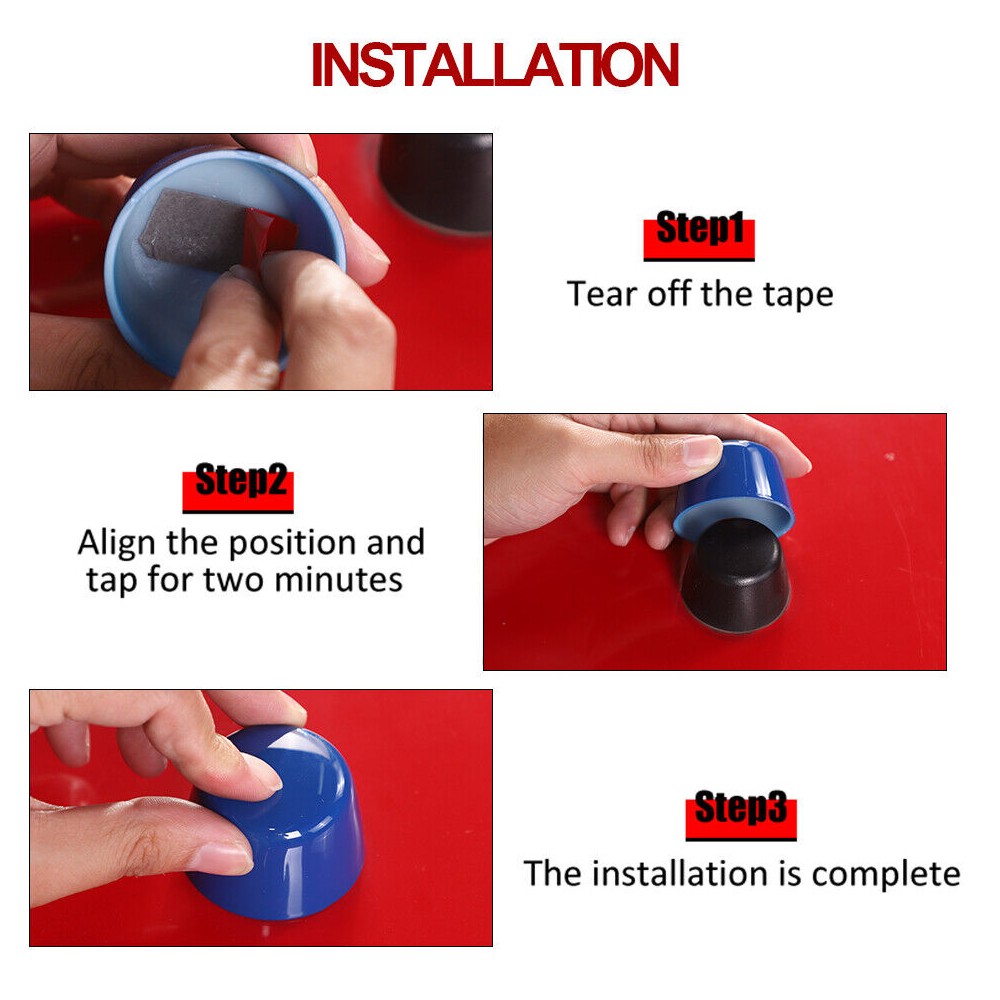 INSTALLATION
Step1
Tear off the tape
Step2
Align the position and
tap for two minutes
Step3
The installation is complete